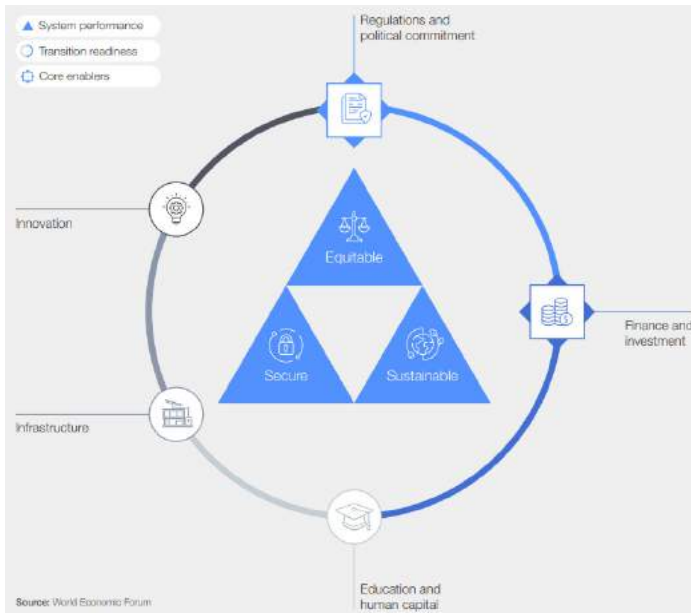 System performance
Transition readiness
Core enablers
Regulations and
political commitment
Innovation
Equitable
Finance and
investment
Secure
Sustainable
Infrastructure
Education and
human capital
Source: World Economic Forum